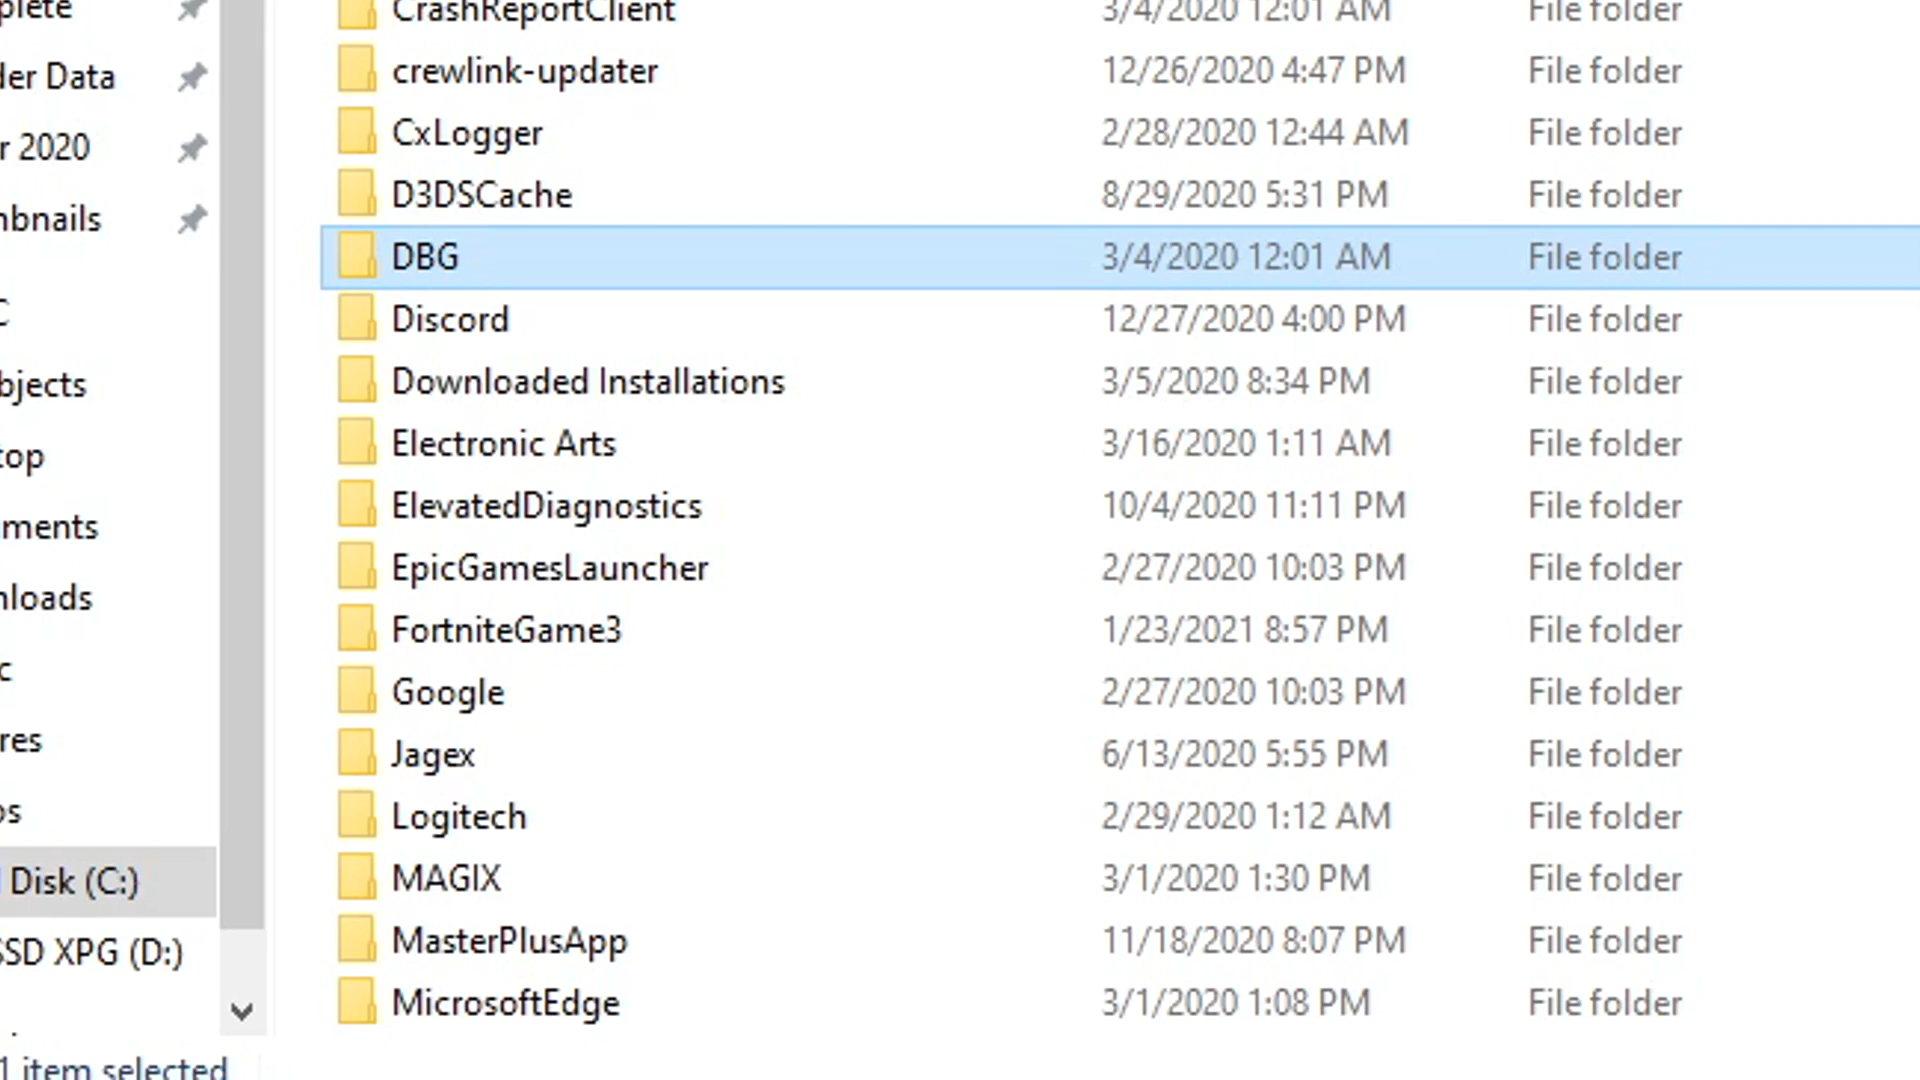 plete
CrashReportClient 3/4/2020 12:01 AM File folder
der Data
crewlink-updater 12/26/2020 4:47 PM File folder
r 2020
CxLogger 2/28/2020 12:44 AM File folder
D3DSCache 8/29/2020 5:31 PM File folder
mbnails
DBG 3/4/2020 12:01 AM File folder
C
Discord 12/27/2020 4:00 PM File folder
bjects
Downloaded Installations 3/5/2020 8:34 PM File folder
top
Electronic Arts 3/16/2020 1:11 AM File folder
ments
ElevatedDiagnostics 10/4/2020 11:11 PM File folder
EpicGamesLauncher 2/27/2020 10:03 PM File folder
nloads
FortniteGame3 1/23/2021 8:57 PM File folder
c
Google 2/27/2020 10:03 PM File folder
res
Jagex 6/13/2020 5:55 PM File folder
os
Logitech 2/29/2020 1:12 AM File folder
Disk (C:)
MAGIX 3/1/2020 1:30 PM File folder
SSD XPG (D:)
MasterPlusApp 11/18/2020 8:07 PM File folder
MicrosoftEdge 3/1/2020 1:08 PM File folder
1 item selected